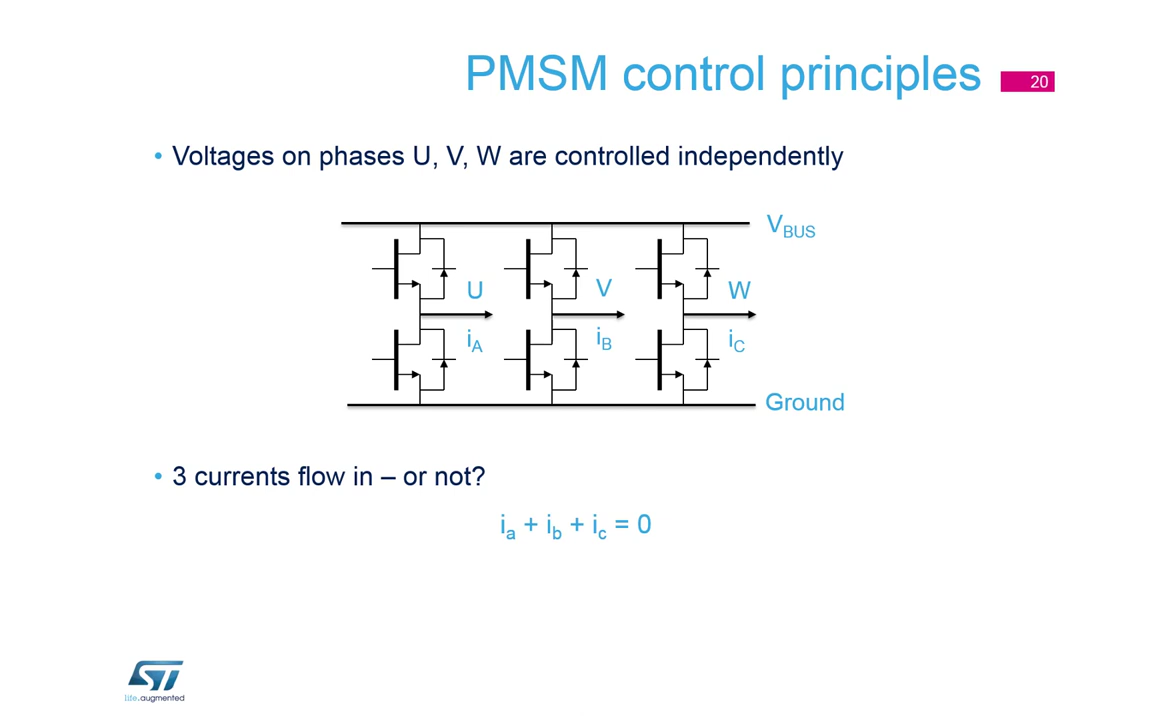 PMSM control principles
20
• Voltages on phases U, V, W are controlled independently
VBUS
U V W
iA iB iC
Ground
• 3 currents flow in – or not?
ia + ib + ic = 0
ST
life.augmented